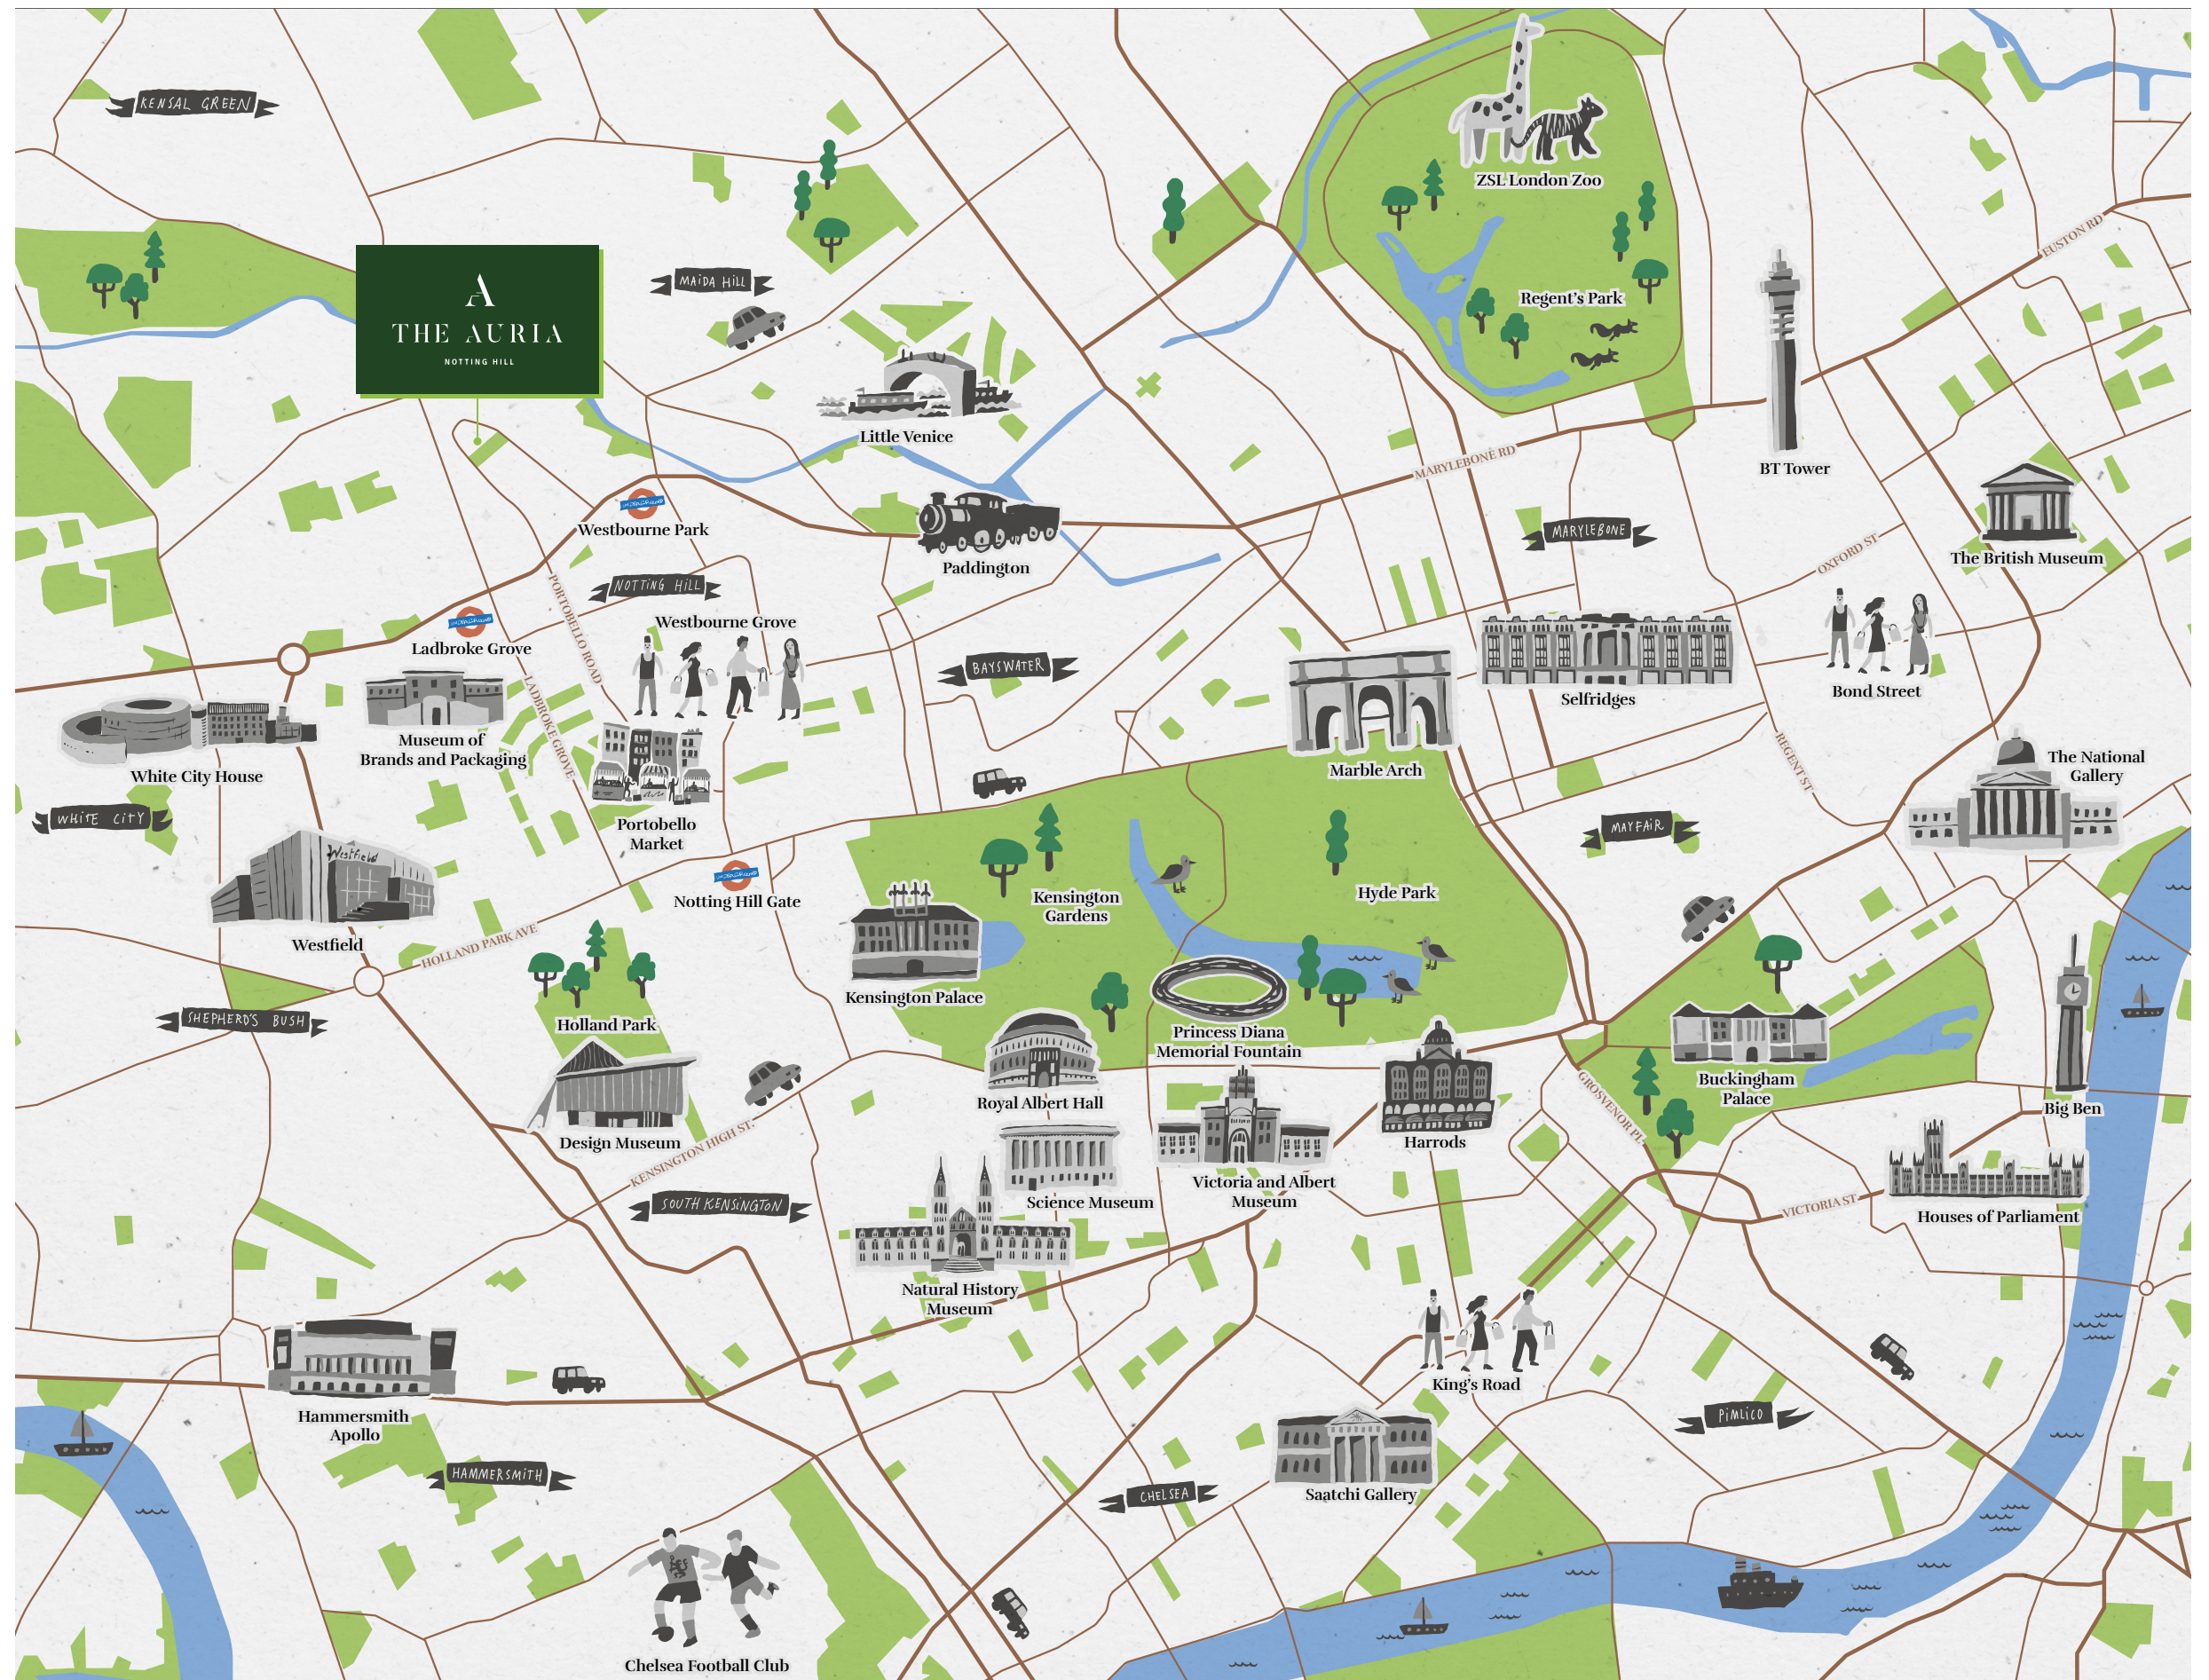 KENSAL GREEN
ZSL London Zoo
EUSTON RD
MAIDA HILL
A
THE AURIA
NOTTING HILL
Regent's Park
Little Venice
MARYLEBONE RD
BT Tower
UNDERGROUND
Westbourne Park
MARYLEBONE
OXFORD ST
The British Museum
Paddington
NOTTING HILL
PORTOBELLO ROAD
Westbourne Grove
UNDERGROUND
Ladbroke Grove
BAYSWATER
Selfridges
Bond Street
LADBROKE GROVE
Museum of
Brands and Packaging
White City House
Marble Arch
REGENT ST
The National
Gallery
WHITE CITY
Portobello
Market
MAYFAIR
Westfield
Westfield
UNDERGROUND
Notting Hill Gate
Kensington
Gardens
Hyde Park
HOLLAND PARK AVE
Kensington Palace
SHEPHERD'S BUSH
Holland Park
Princess Diana
Memorial Fountain
Buckingham
Palace
Big Ben
GROSVENOR PL
Royal Albert Hall
Design Museum
KENSINGTON HIGH ST.
Harrods
Victoria and Albert
Museum
Science Museum
SOUTH KENSINGTON
VICTORIA ST
Houses of Parliament
Natural History
Museum
King's Road
Hammersmith
Apollo
PIMLICO
HAMMERSMITH
CHELSEA
Saatchi Gallery
Chelsea Football Club